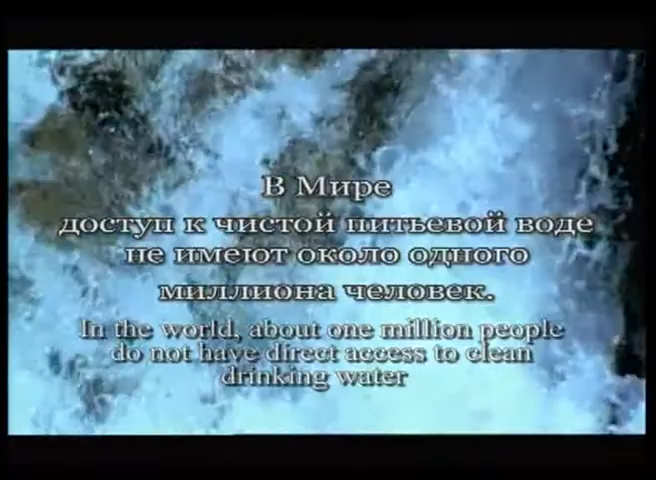 В Мире
доступ к чистой питьевой воде
не имеют около одного
миллиона человек.
In the world, about one million people
do not have direct access to clean
drinking water